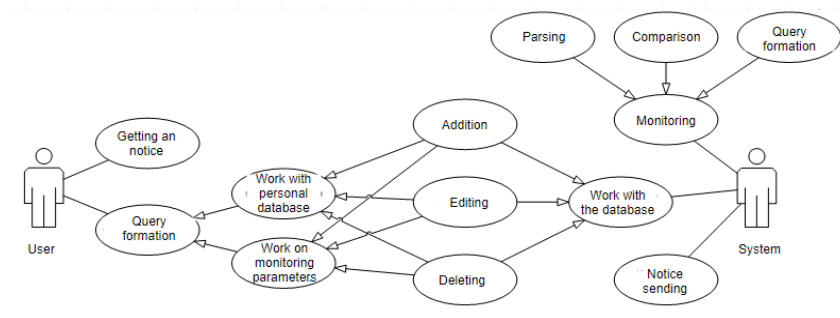 Parsing
Comparison
Query
formation
Addition
Monitoring
Getting an
notice
Work with
personal
database
Editing
Work with
the database
Query
formation
User
System
Work on
monitoring
parameters
Deleting
Notice
sending